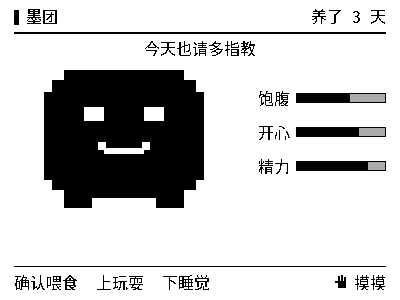 墨团 养了 3 天
今天也请多指教
饱腹
开心
精力
确认喂食 上玩耍 下睡觉 摸摸